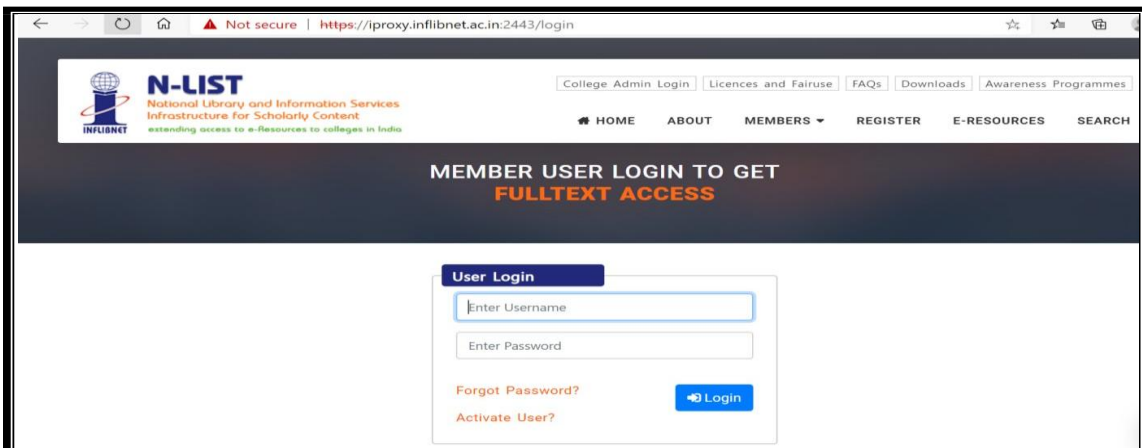 Not secure | https://iproxy.inflibnet.ac.in:2443/login
N-LIST
National Library and Information Services
Infrastructure for Scholarly Content
extending access to e-Resources to colleges in India
INFLIBNET
College Admin Login Licences and Fairuse FAQs Downloads Awareness Programmes
HOME ABOUT MEMBERS REGISTER E-RESOURCES SEARCH
MEMBER USER LOGIN TO GET
FULLTEXT ACCESS
User Login
Enter Username
Enter Password
Forgot Password?
Login
Activate User?